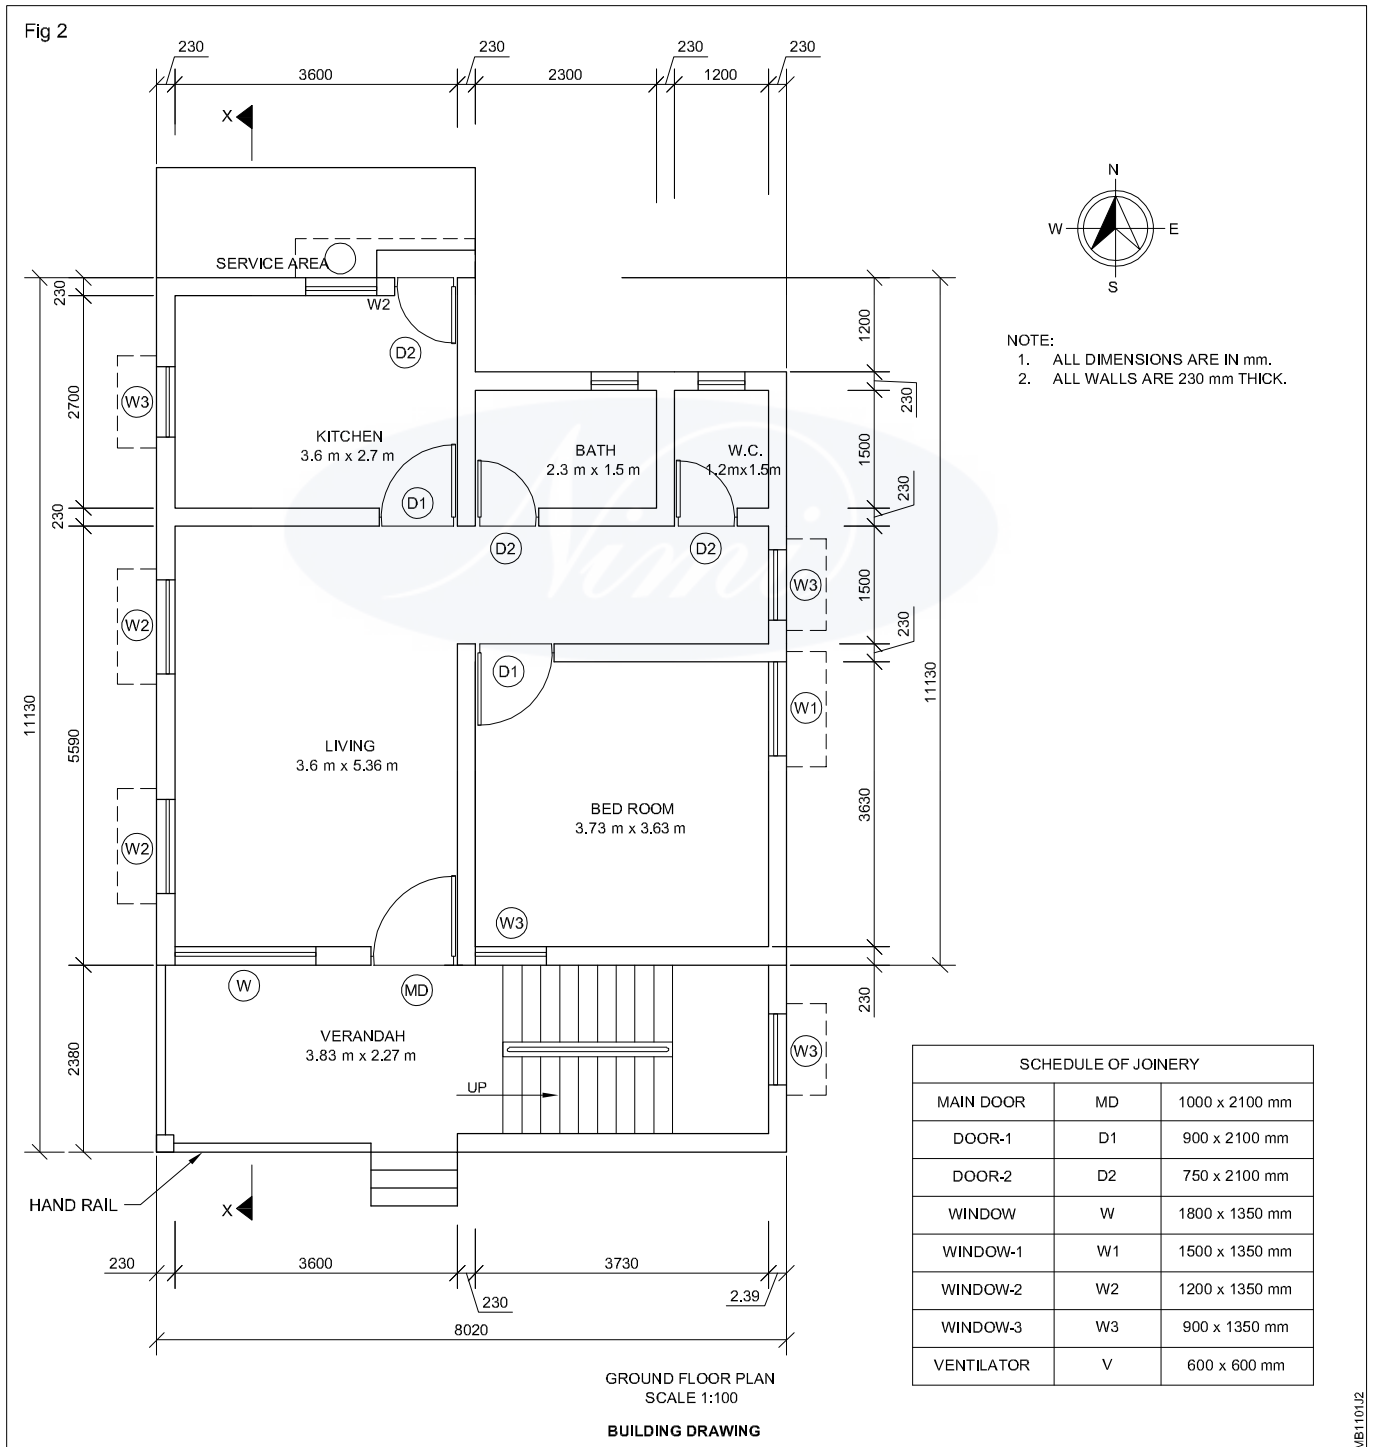 Fig 2
230
230
230
230
3600
2300
1200
X
N
W
E
S
SERVICE AREA
W2
230
D2
1200
NOTE:
1. ALL DIMENSIONS ARE IN mm.
2. ALL WALLS ARE 230 mm THICK.
230
W3
2700
KITCHEN
3.6 m x 2.7 m
BATH
2.3 m x 1.5 m
W.C.
1.2mx1.5m
1500
D1
230
230
Nimi
D2
D2
W3
1500
W2
230
D1
11130
11130
W1
5590
LIVING
3.6 m x 5.36 m
BED ROOM
3.73 m x 3.63 m
3630
W2
W3
W
MD
230
VERANDAH
3.83 m x 2.27 m
2380
W3
UP
SCHEDULE OF JOINERY
MAIN DOOR MD 1000 x 2100 mm
DOOR-1 D1 900 x 2100 mm
DOOR-2 D2 750 x 2100 mm
WINDOW W 1800 x 1350 mm
WINDOW-1 W1 1500 x 1350 mm
WINDOW-2 W2 1200 x 1350 mm
WINDOW-3 W3 900 x 1350 mm
VENTILATOR V 600 x 600 mm
HAND RAIL
X
230
3600
3730
230
2.39
8020
GROUND FLOOR PLAN
SCALE 1:100
BUILDING DRAWING
MB1101J2